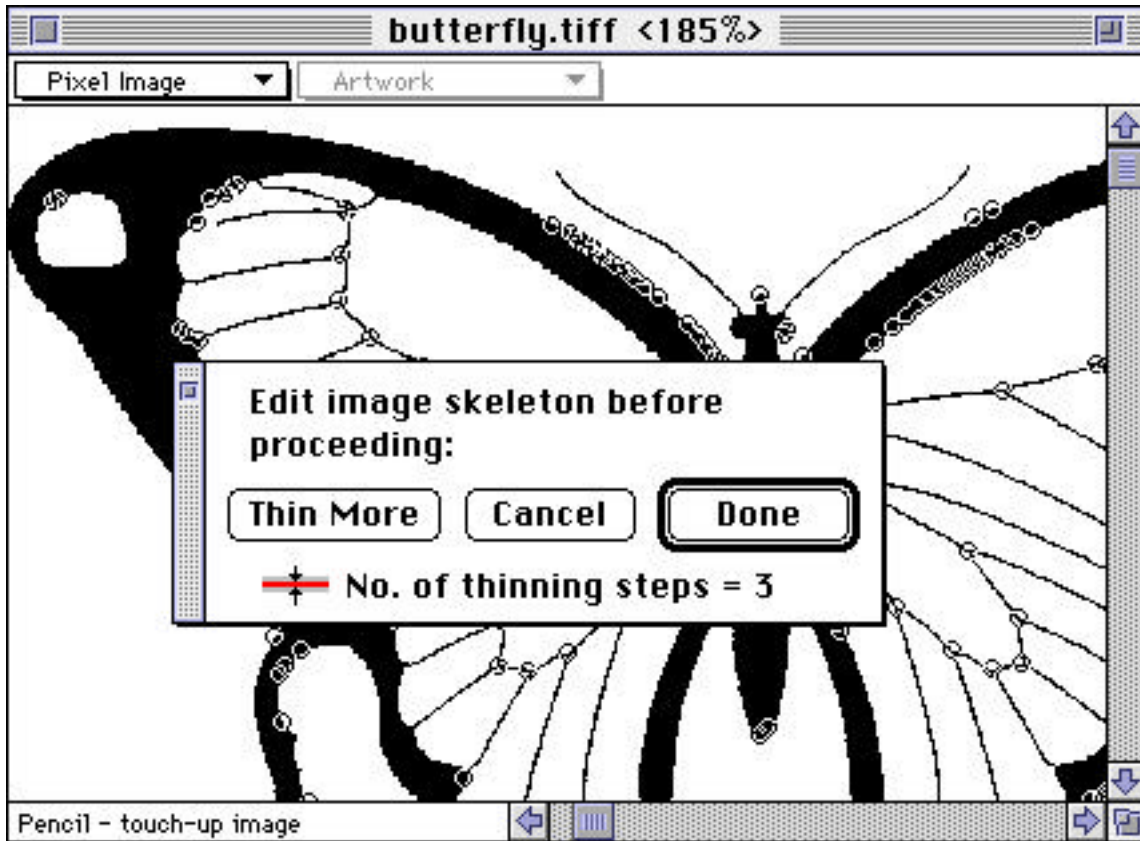 butterfly.tiff <185%>
Pixel Image
Artwork
Edit image skeleton before
proceeding:
Thin More
Cancel
Done
No. of thinning steps = 3
Pencil - touch-up image